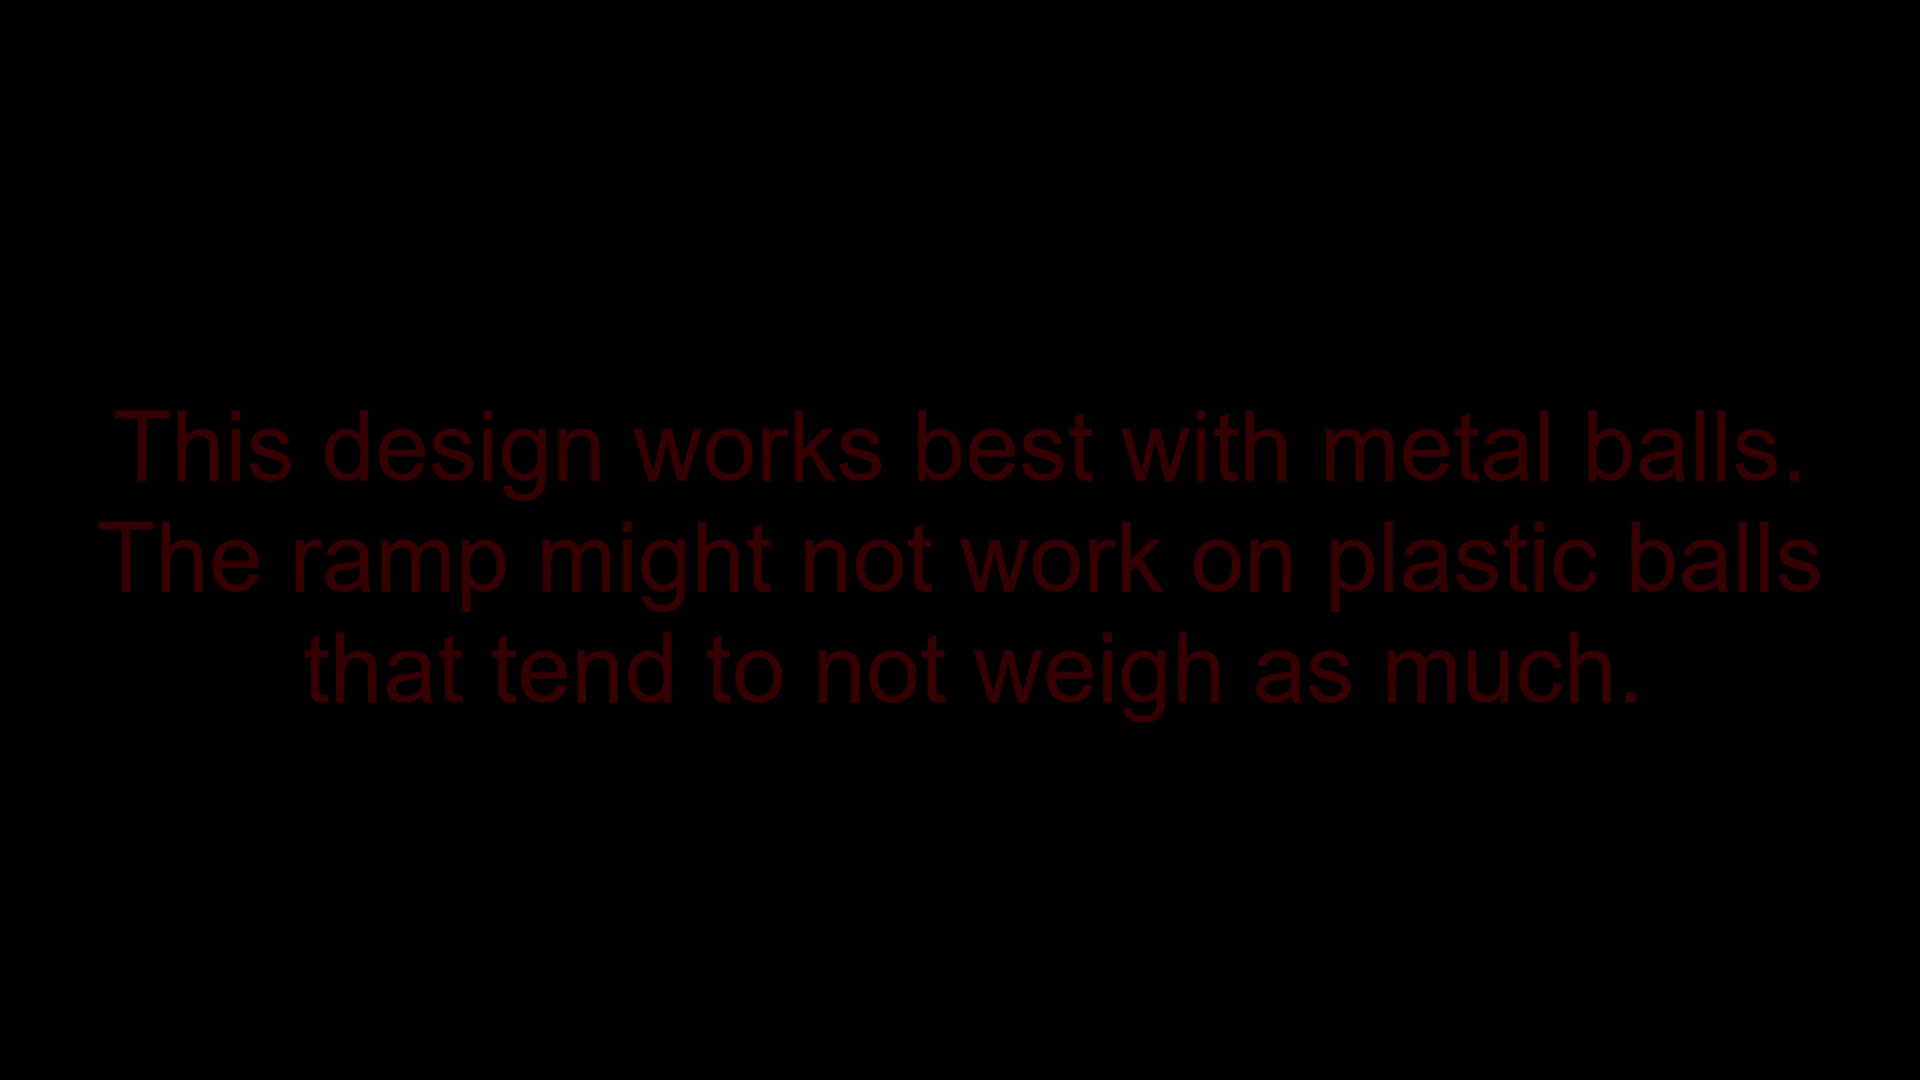 This design works best with metal balls.
The ramp might not work on plastic balls
that tend to not weigh as much.